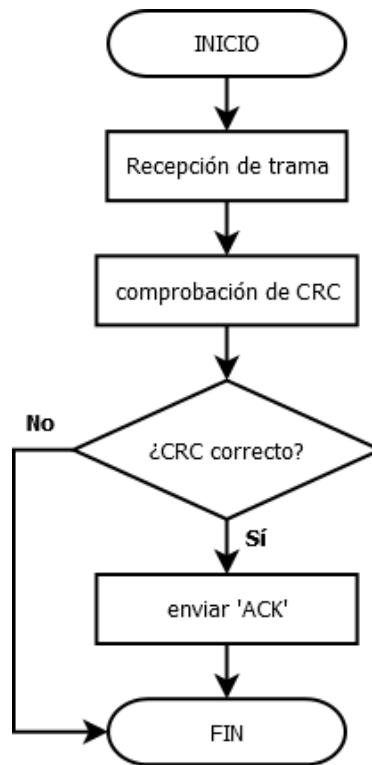 INICIO
Recepción de trama
comprobación de CRC
¿CRC correcto?
No
Sí
enviar 'ACK'
FIN